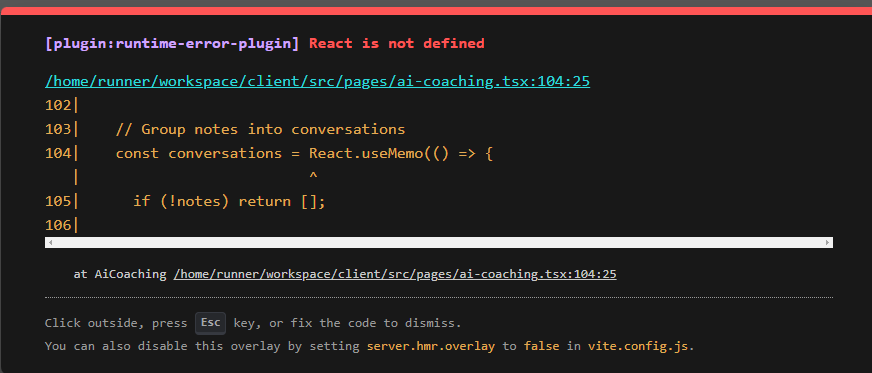 [plugin:runtime-error-plugin] React is not defined
/home/runner/workspace/client/src/pages/ai-coaching.tsx:104:25
102|
103|    // Group notes into conversations
104|    const conversations = React.useMemo(() => {
   |                          ^
105|      if (!notes) return [];
106|
at AiCoaching /home/runner/workspace/client/src/pages/ai-coaching.tsx:104:25
Click outside, press Esc key, or fix the code to dismiss.
You can also disable this overlay by setting server.hmr.overlay to false in vite.config.js.